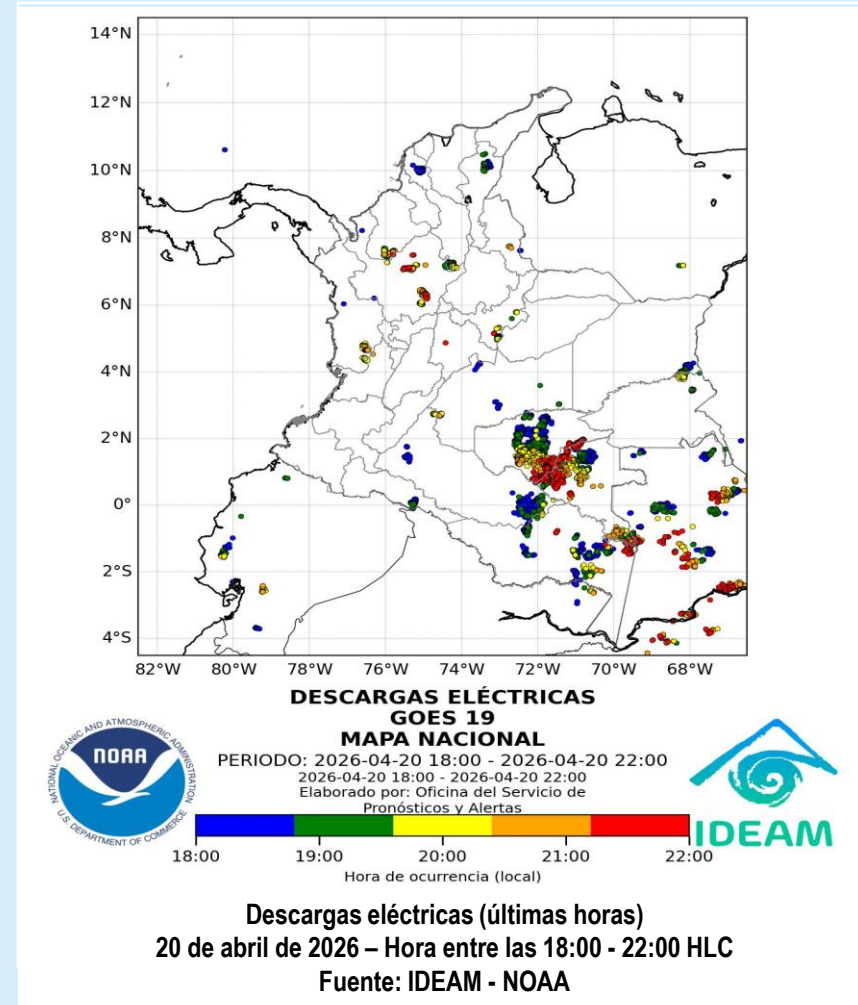 14°N
12°N
10°N
8°N
6°N
4°N
2°N
0°
2°S
4°S
82°W 80°W 78°W 76°W 74°W 72°W 70°W 68°W
DESCARGAS ELÉCTRICAS
GOES 19
MAPA NACIONAL
PERIODO: 2026-04-20 18:00 - 2026-04-20 22:00
2026-04-20 18:00 - 2026-04-20 22:00
Elaborado por: Oficina del Servicio de
Pronósticos y Alertas
NATIONAL OCEANIC AND ATMOSPHERIC ADMINISTRATION
NOAA
U.S. DEPARTMENT OF COMMERCE
IDEAM
18:00 19:00 20:00 21:00 22:00
Hora de ocurrencia (local)
Descargas eléctricas (últimas horas)
20 de abril de 2026 – Hora entre las 18:00 - 22:00 HLC
Fuente: IDEAM - NOAA